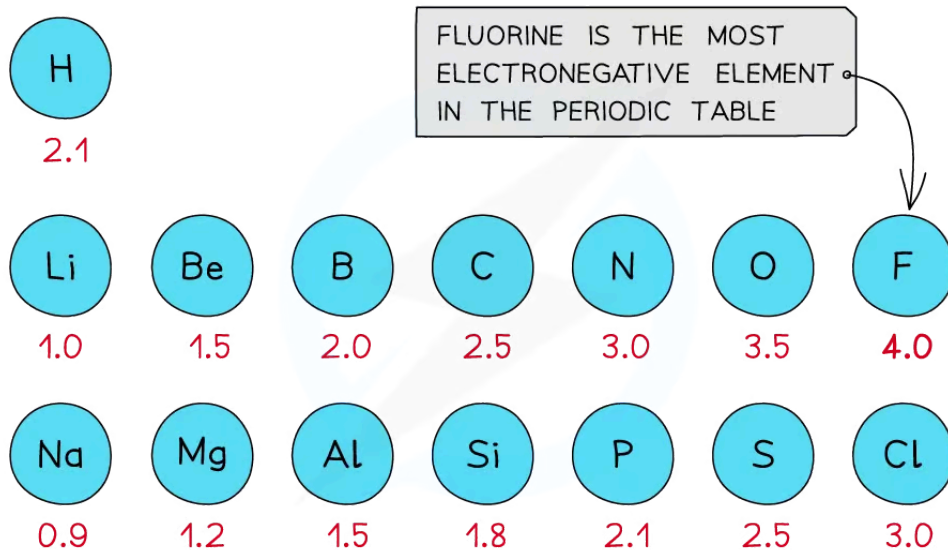 FLUORINE IS THE MOST
ELECTRONEGATIVE ELEMENT
IN THE PERIODIC TABLE
H
2.1
Li Be B C N O F
1.0 1.5 2.0 2.5 3.0 3.5 4.0
Na Mg Al Si P S Cl
0.9 1.2 1.5 1.8 2.1 2.5 3.0